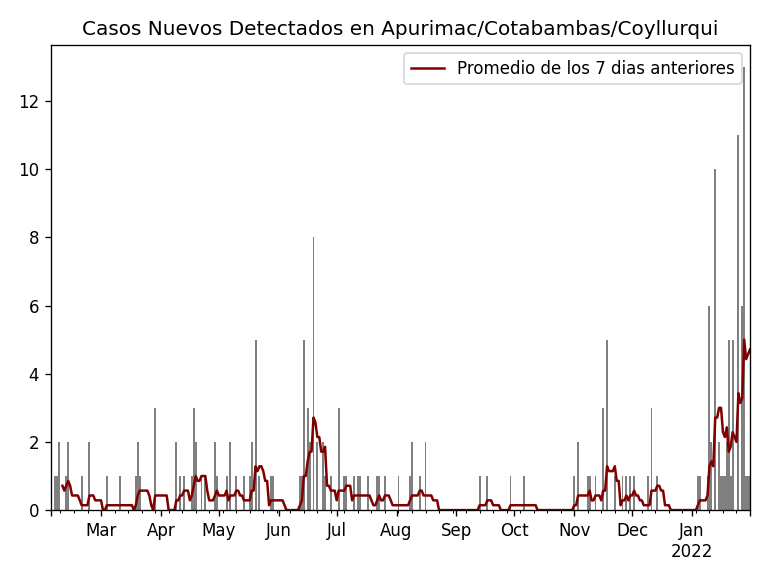 Casos Nuevos Detectados en Apurimac/Cotabambas/Coyllurqui
Promedio de los 7 dias anteriores
12
10
8
6
4
2
0
Mar Apr May Jun Jul Aug Sep Oct Nov Dec Jan
2022